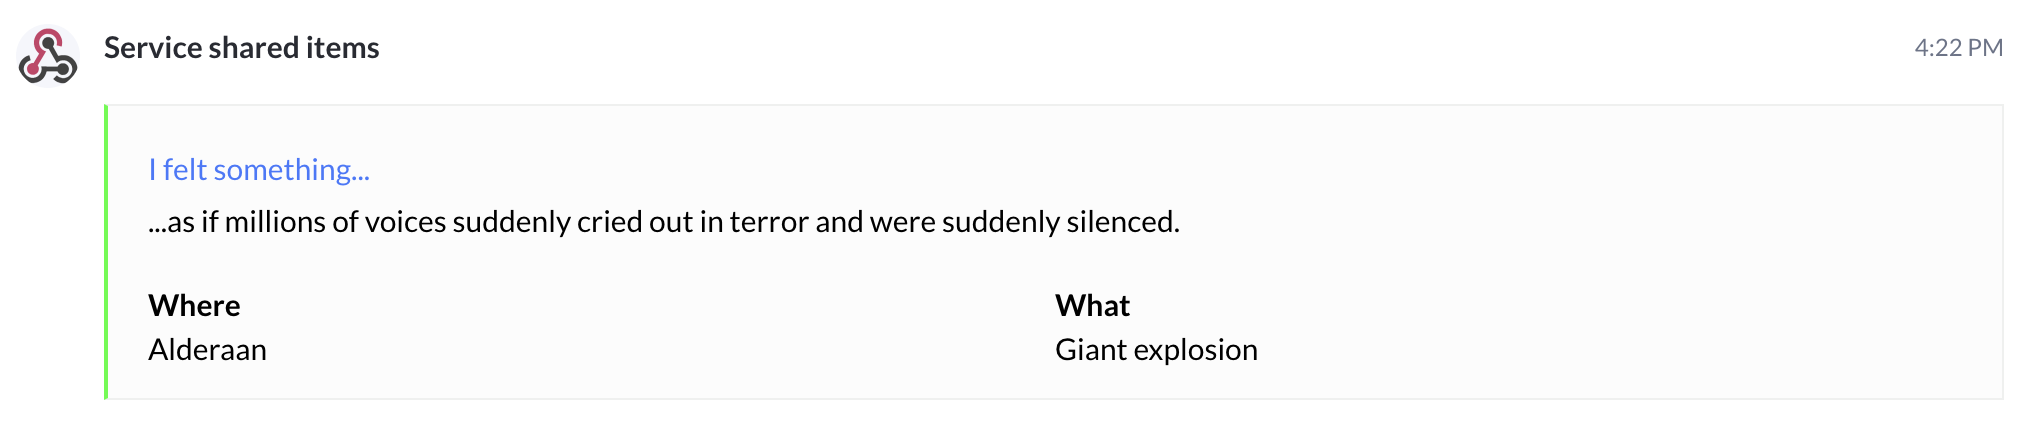 Service shared items
4:22 PM
I felt something...
...as if millions of voices suddenly cried out in terror and were suddenly silenced.
Where
What
Alderaan
Giant explosion